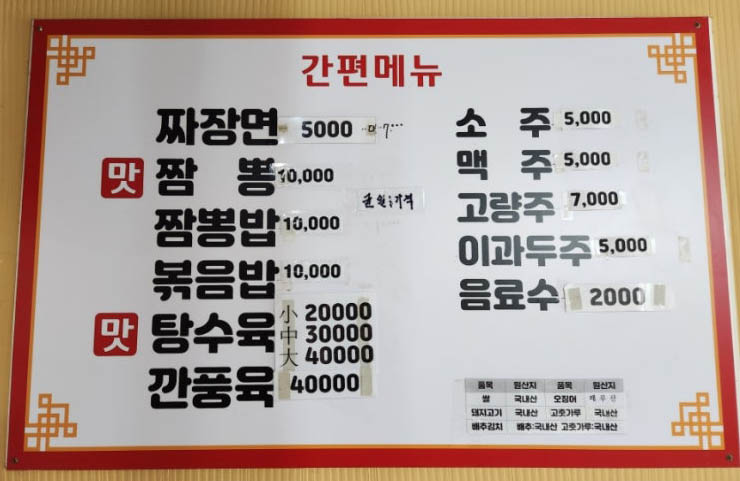 간편메뉴
짜장면 5000
맛 짬 뽕 10,000
짬뽕밥 10,000
볶음밥 10,000
맛 탕수육 小 20000
中 30000
大 40000
깐풍육 40000
소 주 5,000
맥 주 5,000
고량주 7,000
이과두주 5,000
음료수 2000
품목 원산지 품목 원산지
쌀 국내산 오징어
돼지고기 국내산 고춧가루 국내산
배추김치 배추:국내산 고춧가루:국내산